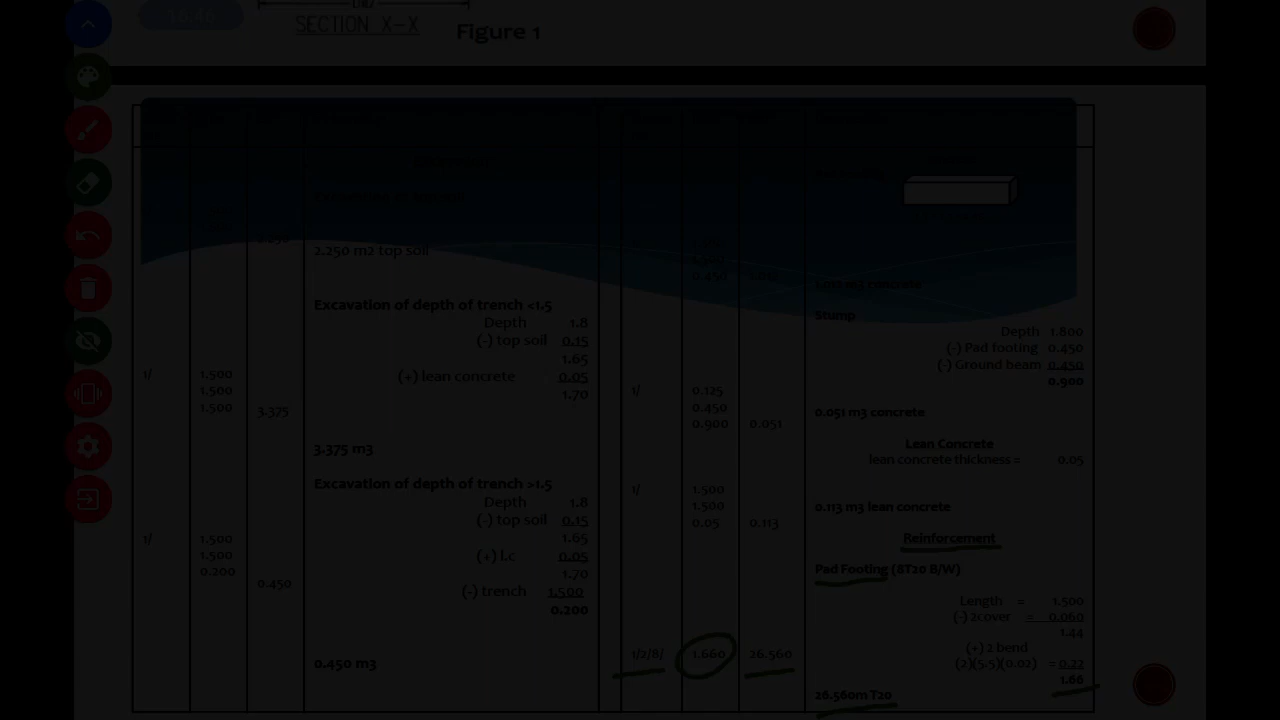 SECTION X-X
Figure 1
2.250 m2 top soil
Excavation of depth of trench <1.5
Depth 1.8
(-) top soil 0.15
1.65
(+) lean concrete 0.05
1.70
1/ 1.500
1.500
1.500
3.375
3.375 m3
Excavation of depth of trench >1.5
Depth 1.8
(-) top soil 0.15
1.65
(+) l.c 0.05
1.70
(-) trench 1.500
0.200
1/ 1.500
1.500
0.200
0.450
0.450 m3
0.450
Stump
Depth 1.800
(-) Pad footing 0.450
(-) Ground beam 0.450
0.900
1/ 0.125
0.450
0.900 0.051
0.051 m3 concrete
Lean Concrete
lean concrete thickness = 0.05
1/ 1.500
1.500
0.05 0.113
0.113 m3 lean concrete
Reinforcement
Pad Footing (8T20 B/W)
Length = 1.500
(-) 2cover = 0.060
1.44
(+) 2 bend
(2)(5.5)(0.02) = 0.22
1.66
1/2/8/ 1.660 26.560
26.560m T20